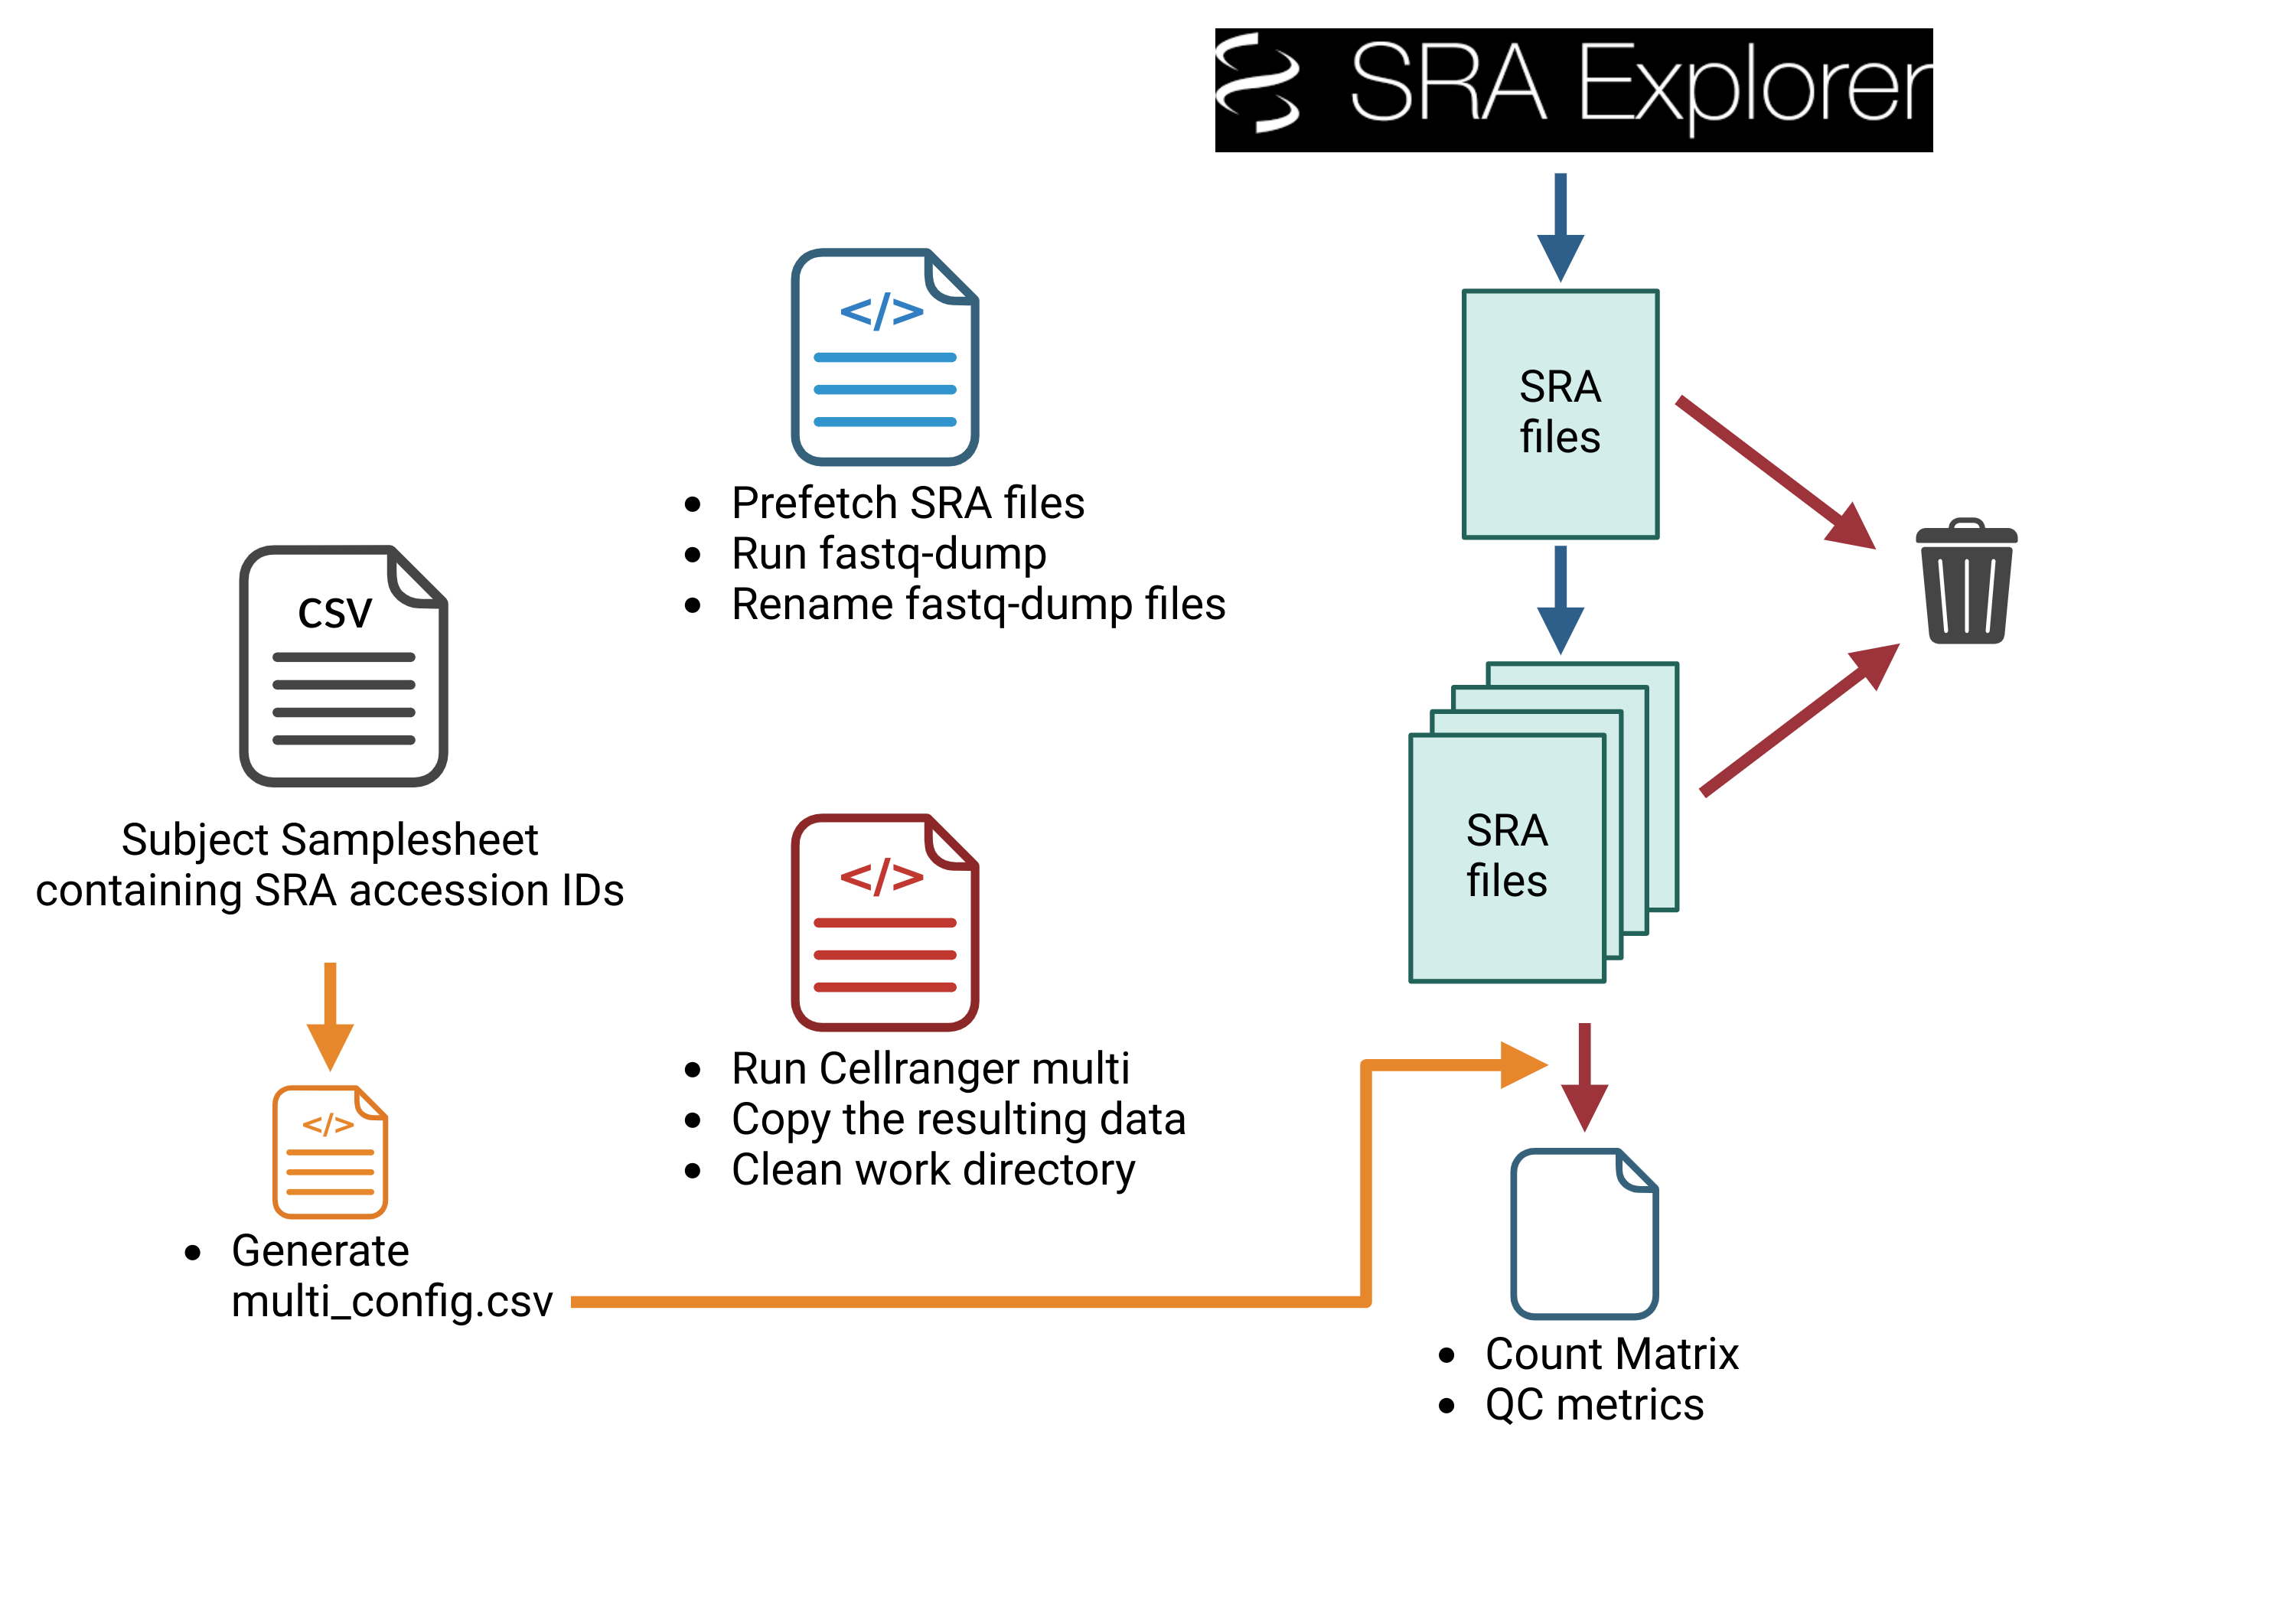 SRA Explorer
</>
• Prefetch SRA files
• Run fastq-dump
• Rename fastq-dump files
CSV
Subject Samplesheet
containing SRA accession IDs
</>
• Generate
multi_config.csv
</>
• Run Cellranger multi
• Copy the resulting data
• Clean work directory
SRA
files
SRA
files
• Count Matrix
• QC metrics